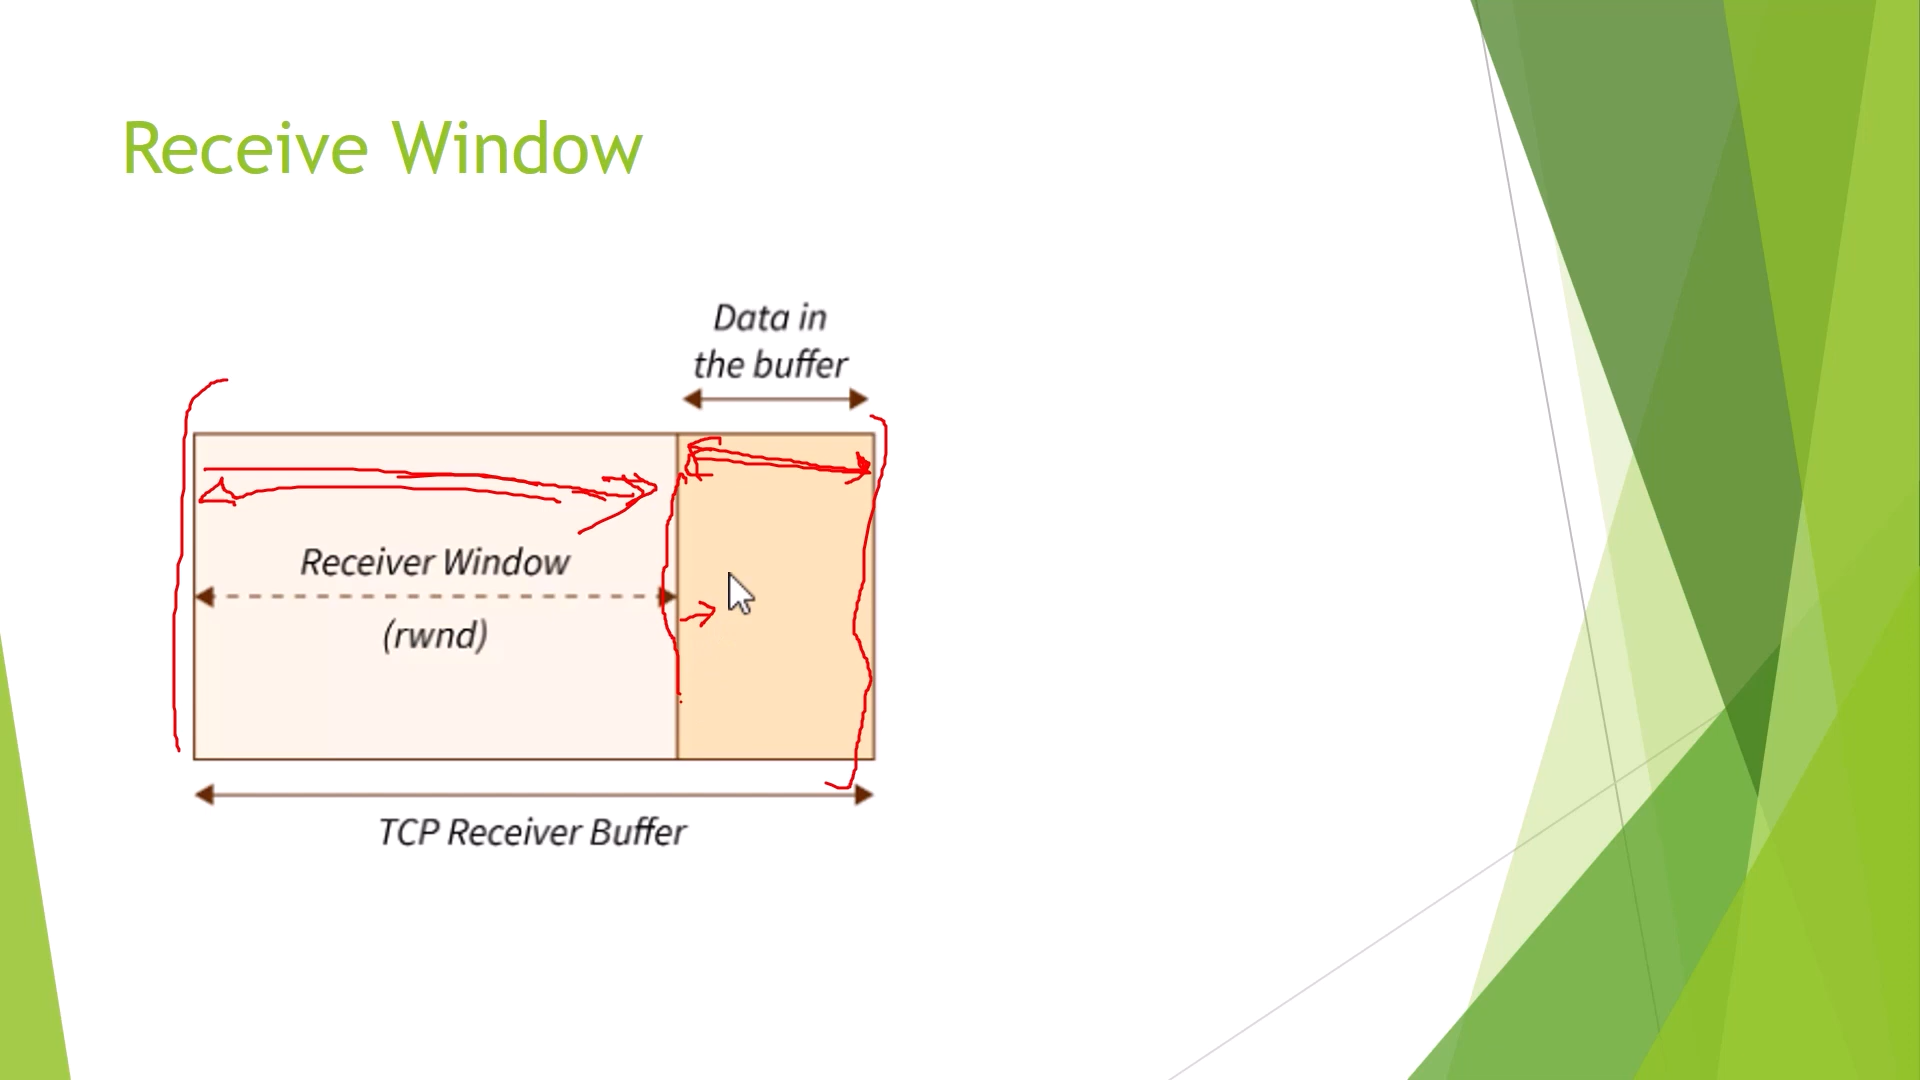 Receive Window
Data in
the buffer
Receiver Window
(rwnd)
TCP Receiver Buffer